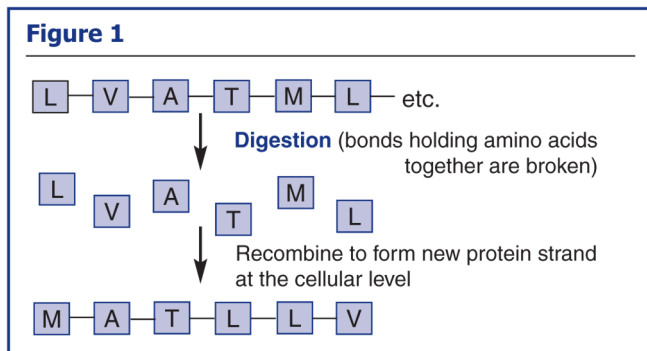 Figure 1
L V A T M L etc.
Digestion (bonds holding amino acids
together are broken)
L V A T M L
Recombine to form new protein strand
at the cellular level
M A T L L V